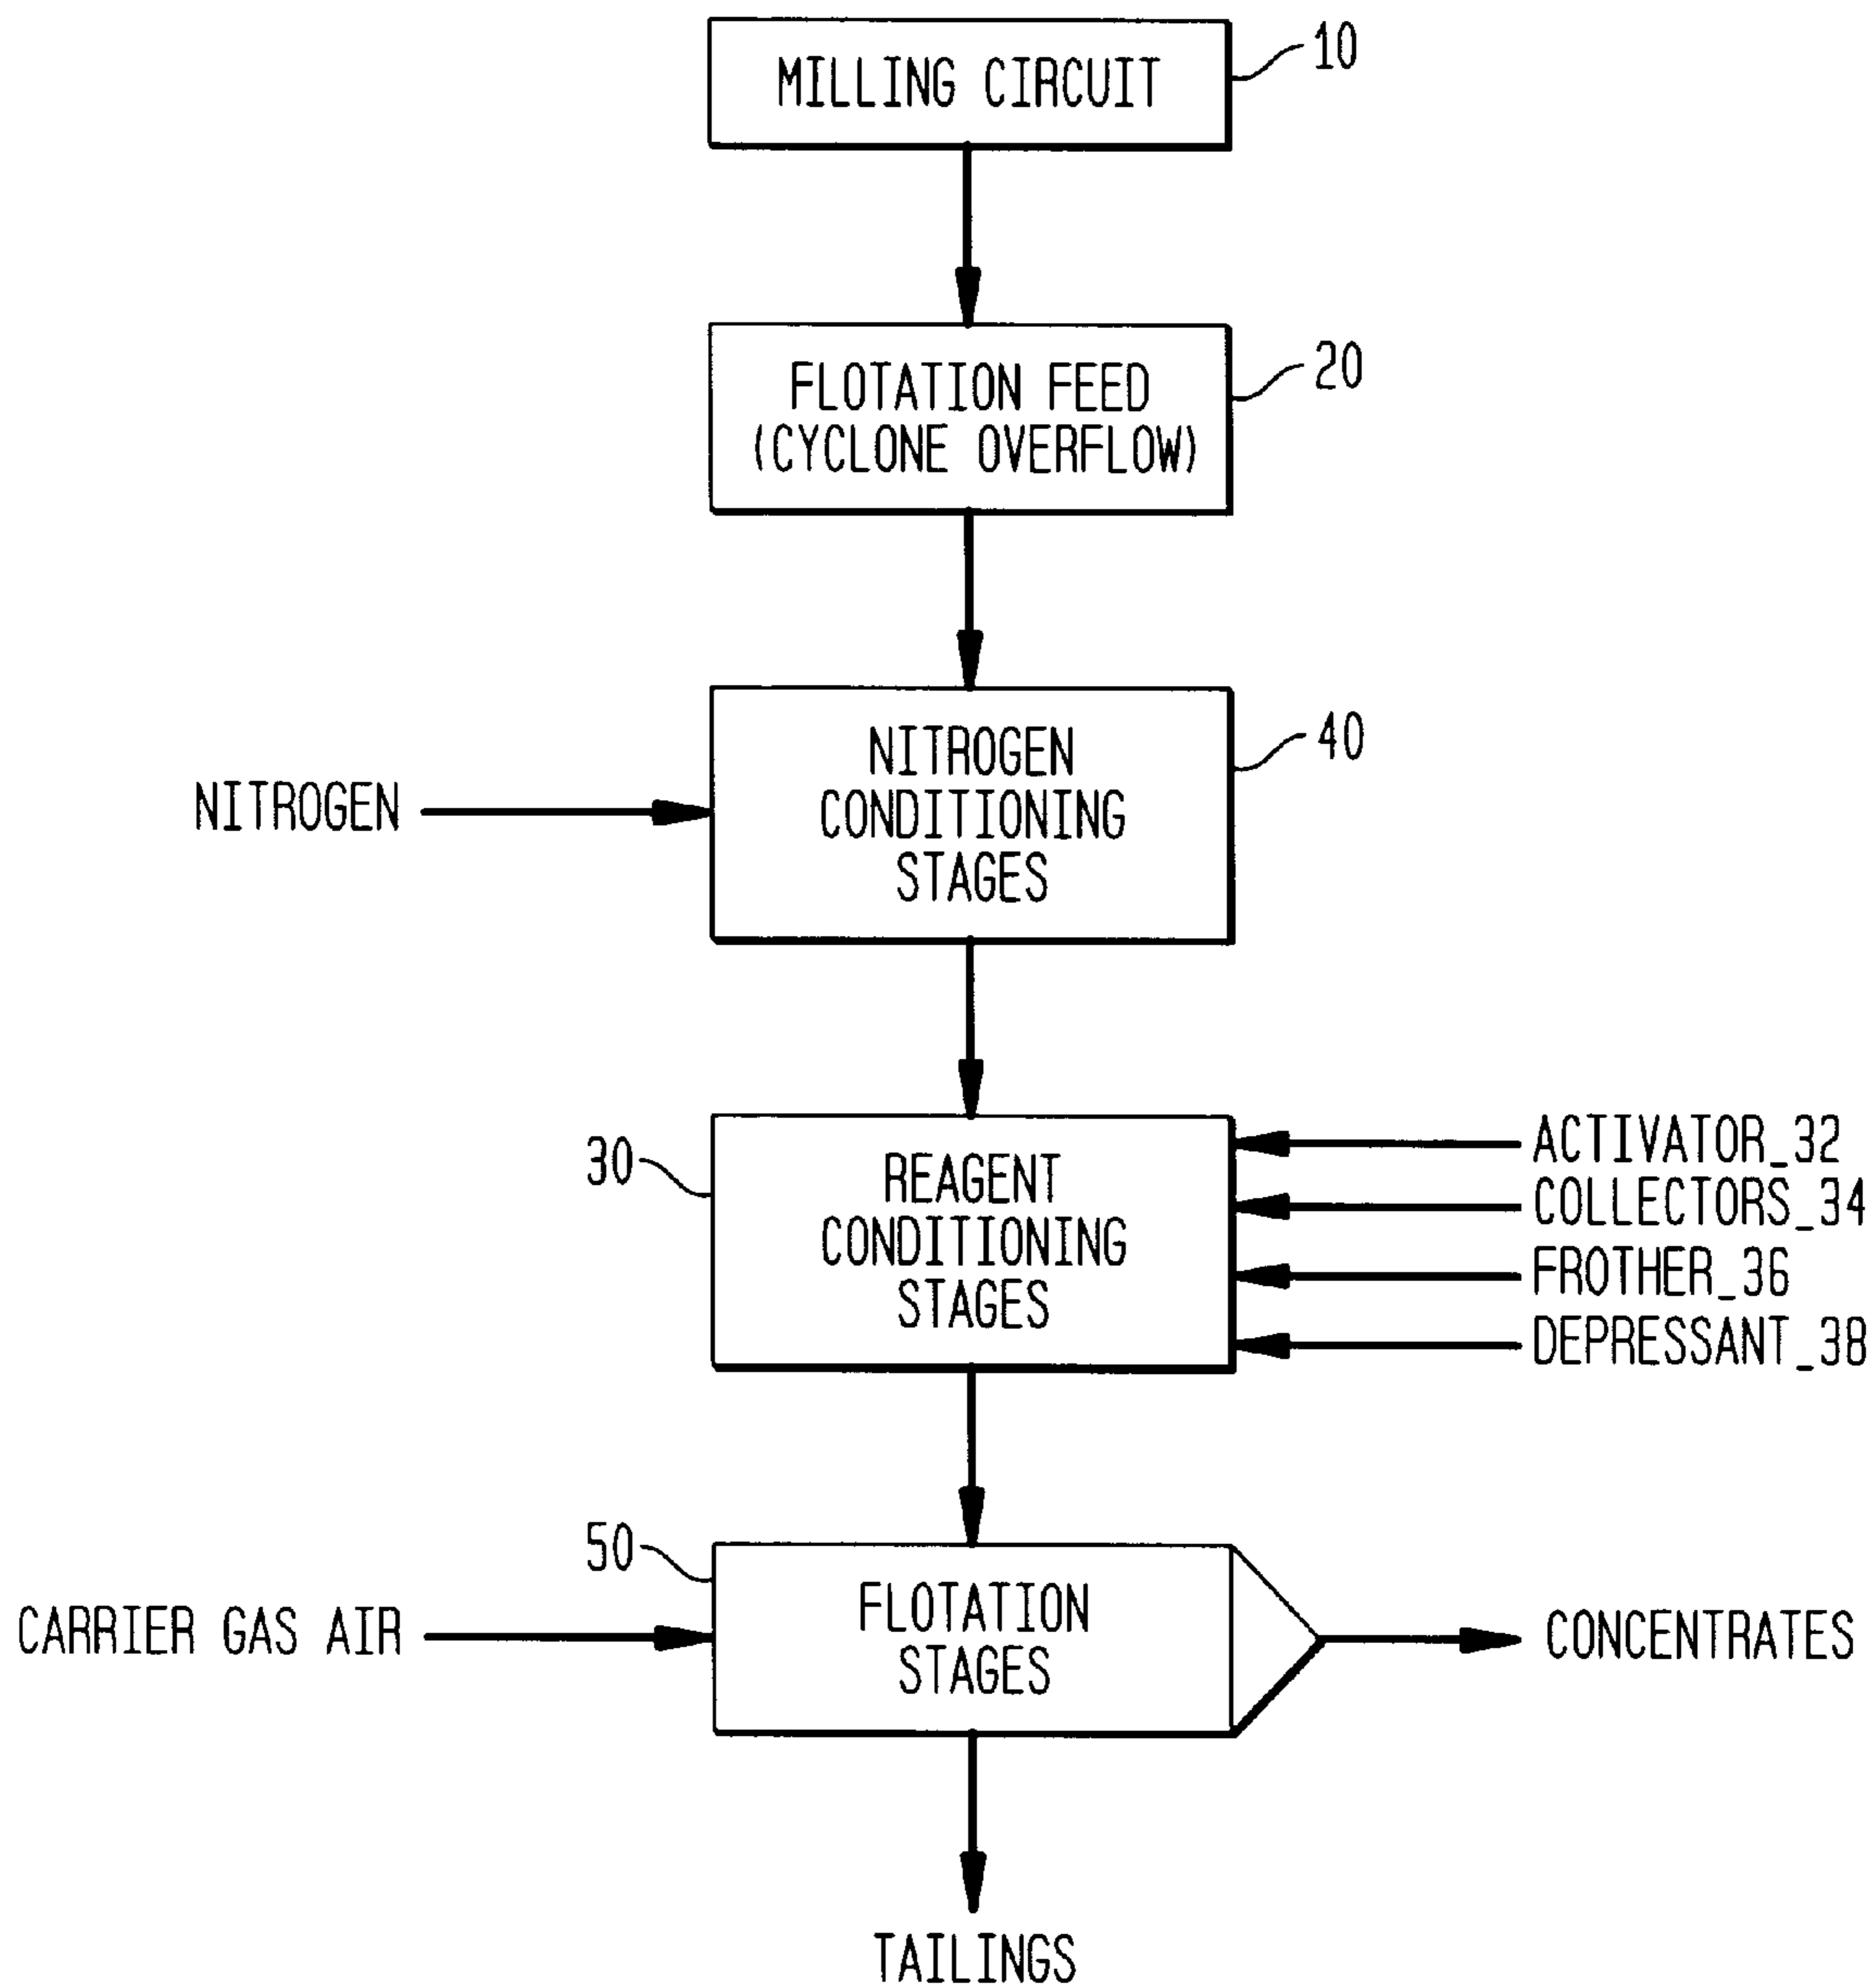 MILLING CIRCUIT
10
FLOTATION FEED
(CYCLONE OVERFLOW)
20
NITROGEN
CONDITIONING
STAGES
40
NITROGEN
30
REAGENT
CONDITIONING
STAGES
ACTIVATOR_32
COLLECTORS_34
FROTHER_36
DEPRESSANT_38
50
FLOTATION
STAGES
CARRIER GAS AIR
CONCENTRATES
TAILINGS